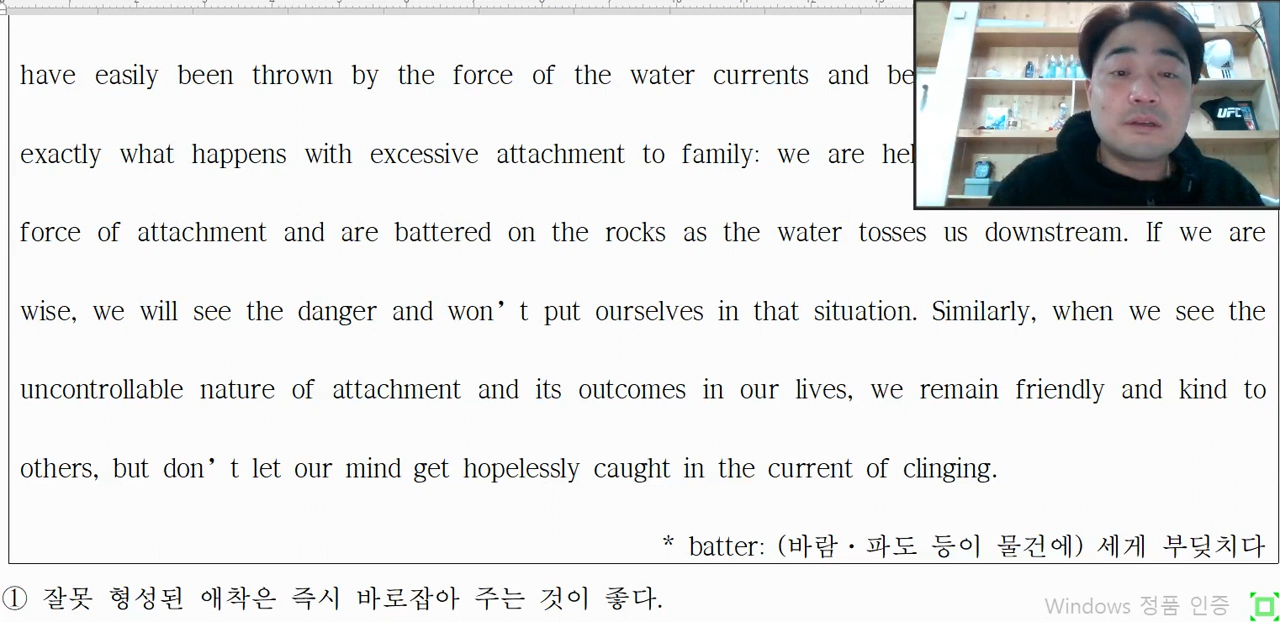 have easily been thrown by the force of the water currents and be
exactly what happens with excessive attachment to family: we are hel
force of attachment and are battered on the rocks as the water tosses us downstream. If we are
wise, we will see the danger and won’t put ourselves in that situation. Similarly, when we see the
uncontrollable nature of attachment and its outcomes in our lives, we remain friendly and kind to
others, but don’t let our mind get hopelessly caught in the current of clinging.
* batter: (바람·파도 등이 물건에) 세게 부딪치다
① 잘못 형성된 애착은 즉시 바로잡아 주는 것이 좋다.
UFC
Windows 정품 인증